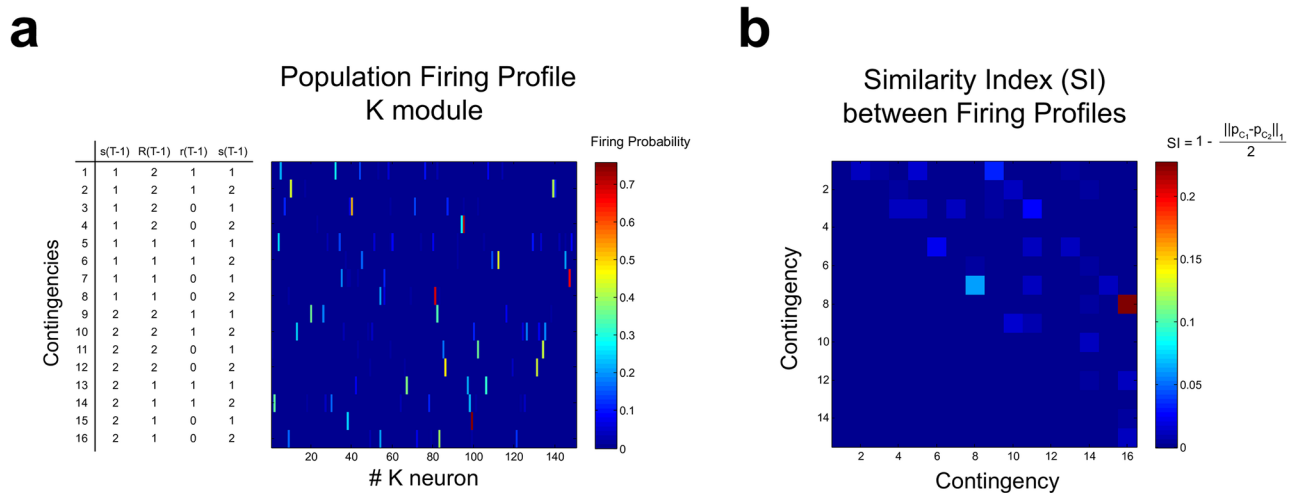 a
Population Firing Profile
K module
Firing Probability
s(T-1) R(T-1) r(T-1) s(T-1)
1 1 2 1 1
2 1 2 1 2
3 1 2 0 1
4 1 2 0 2
5 1 1 1 1
6 1 1 1 2
7 1 1 0 1
8 1 1 0 2
9 2 2 1 1
10 2 2 1 2
11 2 2 0 1
12 2 2 0 2
13 2 1 1 1
14 2 1 1 2
15 2 1 0 1
16 2 1 0 2
Contingencies
20 40 60 80 100 120 140
# K neuron
0.7
0.6
0.5
0.4
0.3
0.2
0.1
0
b
Similarity Index (SI)
between Firing Profiles
SI = 1 - ||pC1-pC2||1
2
2
4
6
8
10
12
14
Contingency
2 4 6 8 10 12 14 16
Contingency
0.2
0.15
0.1
0.05
0